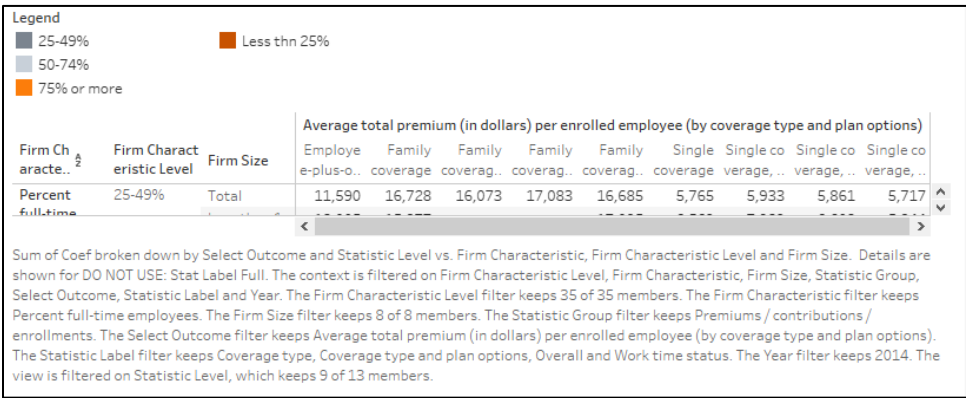 Legend
25-49% Less thn 25%
50-74%
75% or more
Average total premium (in dollars) per enrolled employee (by coverage type and plan options)
Firm Ch Firm Charact Firm Size Employe Family Family Family Family Single Single co Single co Single co
aracte.. eristic Level e-plus-o.. coverage coverag.. coverag.. coverag.. coverage verage, .. verage, .. verage, ..
Percent 25-49% Total 11,590 16,728 16,073 17,083 16,685 5,765 5,933 5,861 5,717
full-time
Sum of Coef broken down by Select Outcome and Statistic Level vs. Firm Characteristic, Firm Characteristic Level and Firm Size. Details are
shown for DO NOT USE: Stat Label Full. The context is filtered on Firm Characteristic Level, Firm Characteristic, Firm Size, Statistic Group,
Select Outcome, Statistic Label and Year. The Firm Characteristic Level filter keeps 35 of 35 members. The Firm Characteristic filter keeps
Percent full-time employees. The Firm Size filter keeps 8 of 8 members. The Statistic Group filter keeps Premiums / contributions /
enrollments. The Select Outcome filter keeps Average total premium (in dollars) per enrolled employee (by coverage type and plan options).
The Statistic Label filter keeps Coverage type, Coverage type and plan options, Overall and Work time status. The Year filter keeps 2014. The
view is filtered on Statistic Level, which keeps 9 of 13 members.